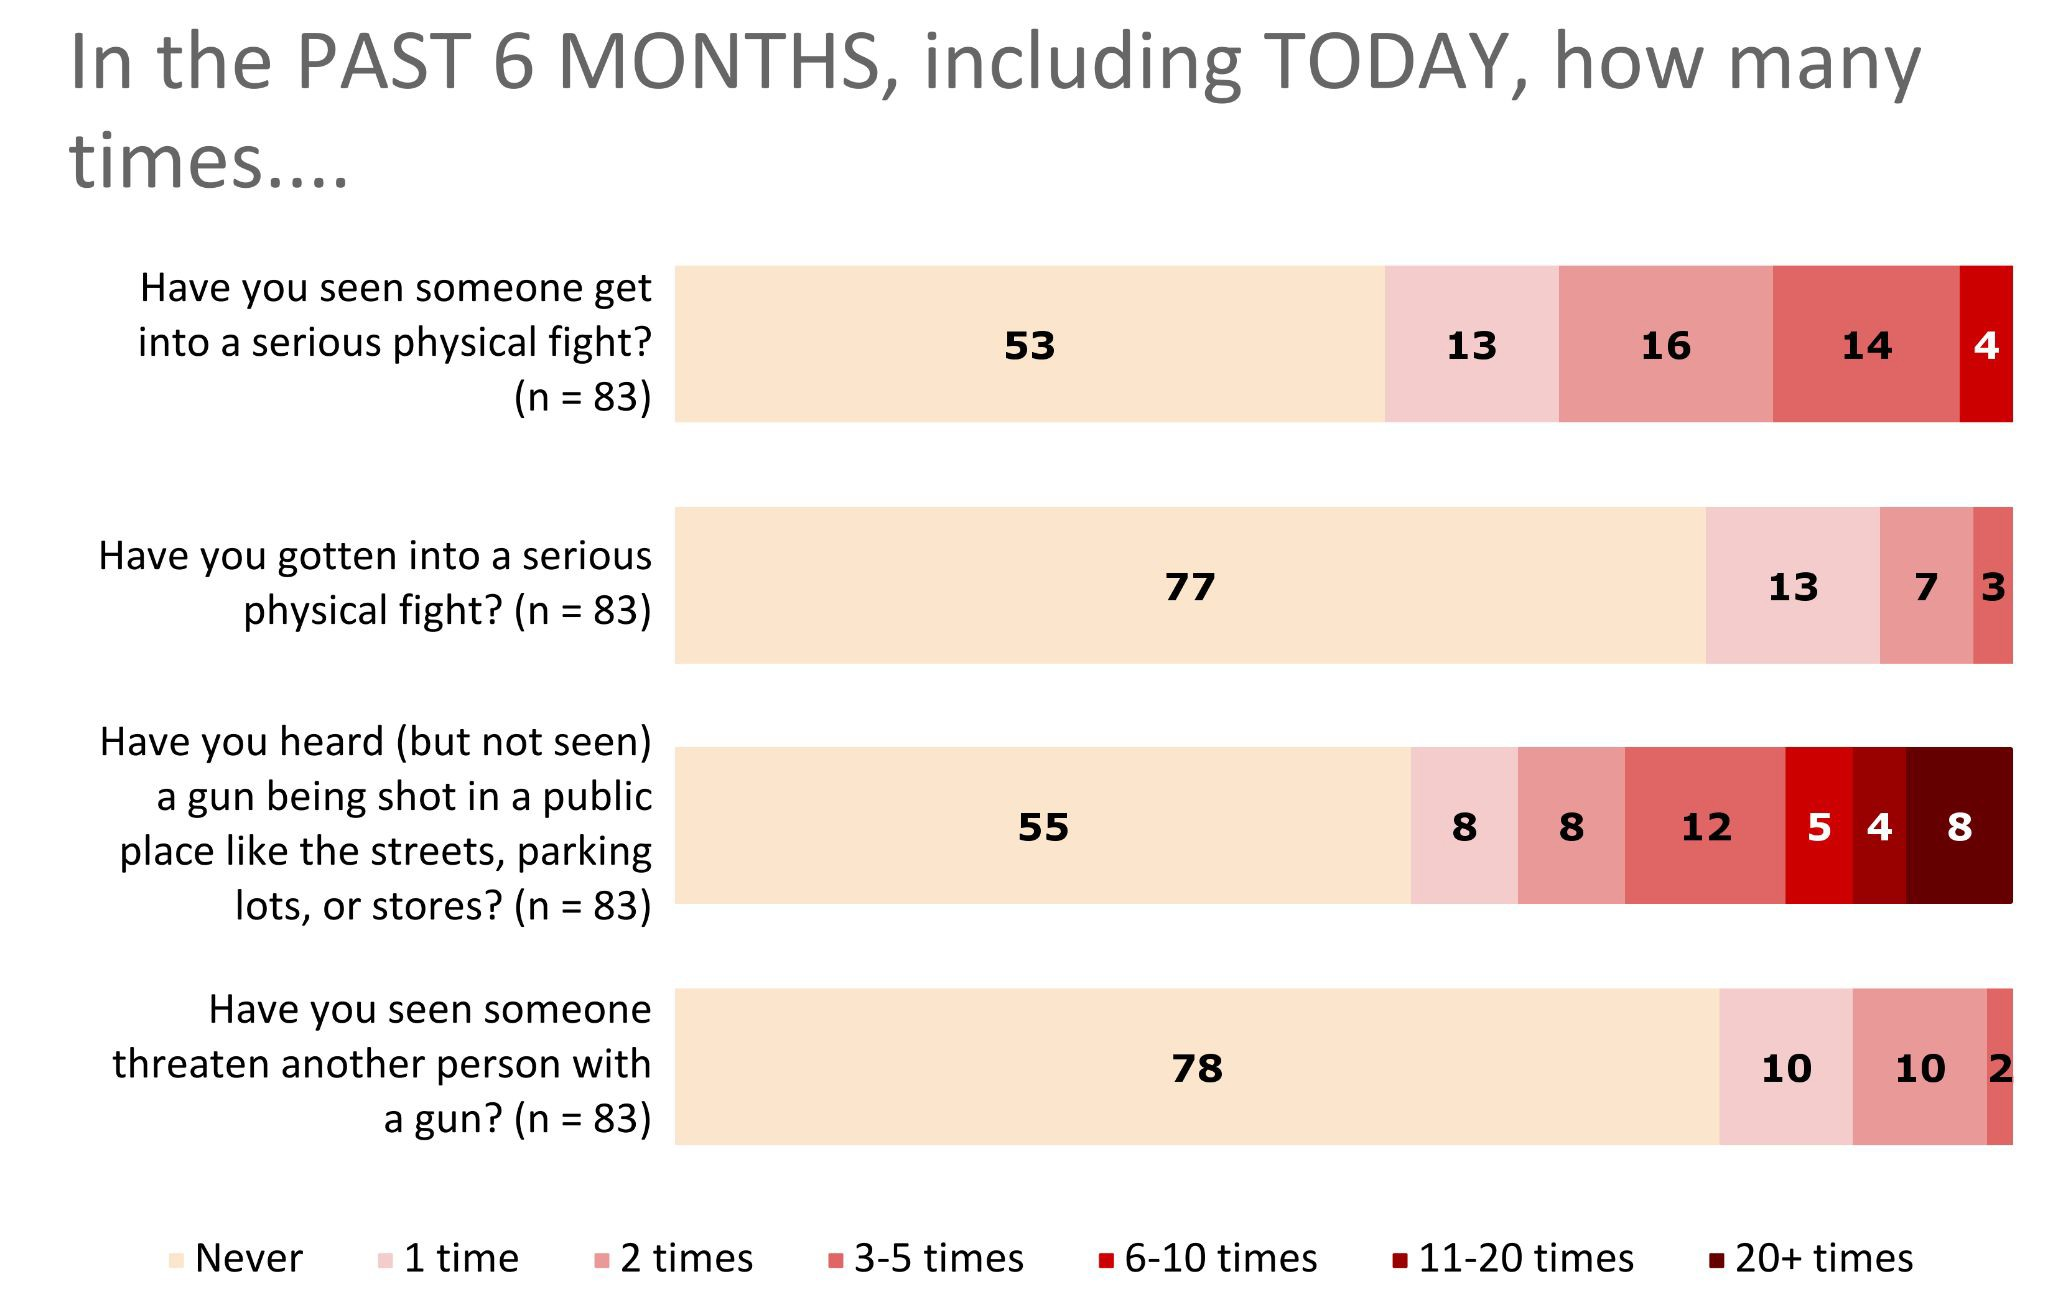 In the PAST 6 MONTHS, including TODAY, how many
times....
Have you seen someone get
into a serious physical fight?
(n = 83)
53 13 16 14 4
Have you gotten into a serious
physical fight? (n = 83)
77 13 7 3
Have you heard (but not seen)
a gun being shot in a public
place like the streets, parking
lots, or stores? (n = 83)
55 8 8 12 5 4 8
Have you seen someone
threaten another person with
a gun? (n = 83)
78 10 10 2
Never 1 time 2 times 3-5 times 6-10 times 11-20 times 20+ times